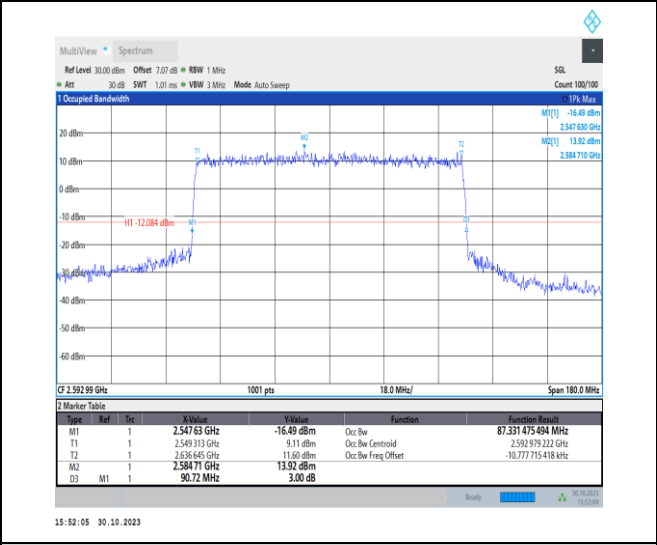 MultiView Spectrum
Ref Level 30.00 dBm Offset 7.07 dB RBW 1 MHz SGL
Att 30 dB SWT 1.01 ms VBW 3 MHz Mode Auto Sweep Count 100/100
1 Occupied Bandwidth 1Pk Max
M1[1] -16.49 dBm
2.547 630 GHz
M2[1] 13.92 dBm
2.584 710 GHz
20 dBm
M2
T1
T2
10 dBm
0 dBm
-10 dBm
H1 -12.084 dBm
M1
D3
-20 dBm
-30 dBm
-40 dBm
-50 dBm
-60 dBm
CF 2.592 99 GHz 1001 pts 18.0 MHz/ Span 180.0 MHz
2 Marker Table
Type Ref Trc X-Value Y-Value Function Function Result
M1 1 2.547 63 GHz -16.49 dBm Occ Bw 87.331 475 494 MHz
T1 1 2.549 313 GHz 9.11 dBm Occ Bw Centroid 2.592 979 222 GHz
T2 1 2.636 645 GHz 11.60 dBm Occ Bw Freq Offset -10.777 715 418 kHz
M2 1 2.584 71 GHz 13.92 dBm
D3 M1 1 90.72 MHz 3.00 dB
Ready 30.10.2023
15:52:04
15:52:05 30.10.2023